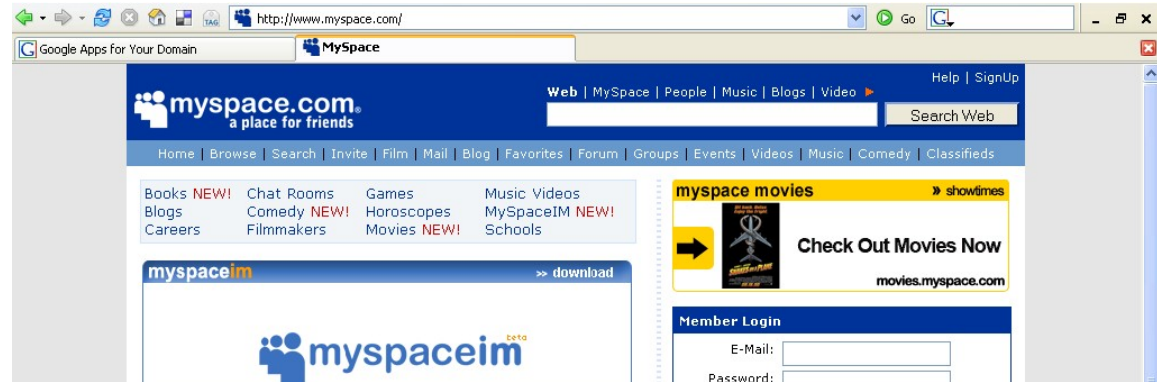 TAG
http://www.myspace.com/
Go
G
G Google Apps for Your Domain
MySpace
Help | SignUp
myspace.com®
a place for friends
Web | MySpace | People | Music | Blogs | Video
Search Web
Home | Browse | Search | Invite | Film | Mail | Blog | Favorites | Forum | Groups | Events | Videos | Music | Comedy | Classifieds
Books NEW! Chat Rooms Games Music Videos
Blogs Comedy NEW! Horoscopes MySpaceIM NEW!
Careers Filmmakers Movies NEW! Schools
myspaceim >> download
beta
myspaceim
myspace movies » showtimes
SNAKES ON A PLANE
Check Out Movies Now
movies.myspace.com
Member Login
E-Mail:
Password: